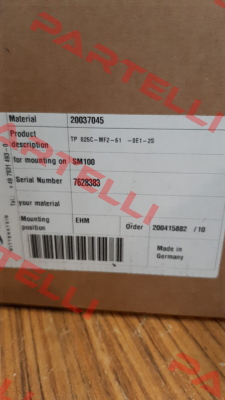 Material 20037045
Product description TP 025C-MF2-61 -0E1-2S
for mounting on SM100
Serial Number 7628383
your material
Mounting position EHM Order 200415882 /10
Made in Germany
PARTELLI
PARTELLI
PARTELLI